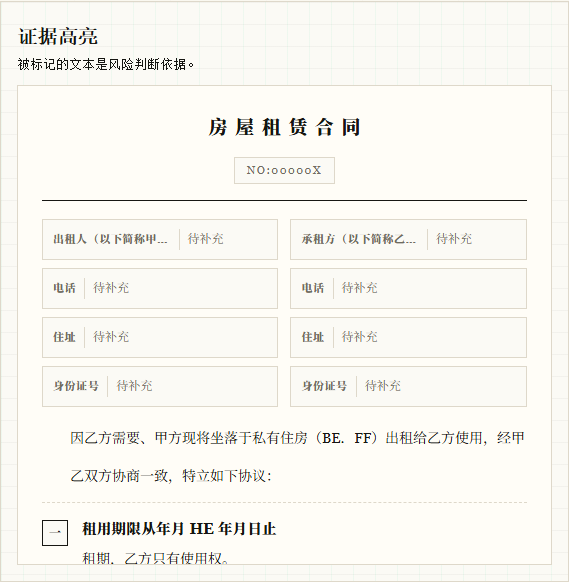 证据高亮
被标记的文本是风险判断依据。
房屋租赁合同
NO:oooooX
出租人（以下简称甲... 待补充
承租方（以下简称乙... 待补充
电话 待补充
电话 待补充
住址 待补充
住址 待补充
身份证号 待补充
身份证号 待补充
因乙方需要、甲方现将坐落于私有住房（BE．FF）出租给乙方使用，经甲
乙双方协商一致，特立如下协议：
一 租用期限从年月 HE 年月日止
租期，乙方只有使用权。